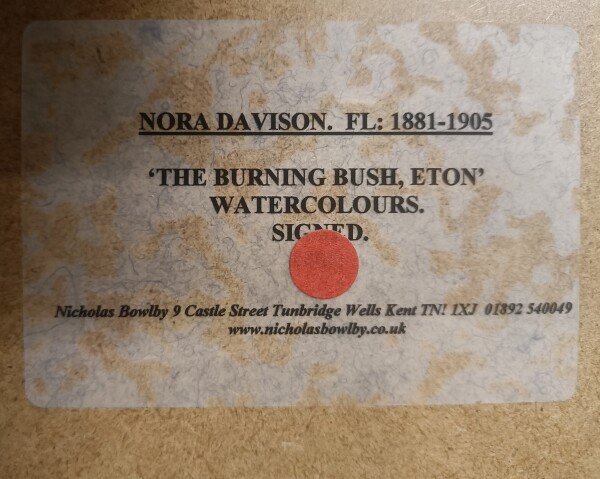 NORA DAVISON. FL: 1881-1905
‘THE BURNING BUSH, ETON’
WATERCOLOURS.
SIGNED.
Nicholas Bowlby 9 Castle Street Tunbridge Wells Kent TN! 1XJ 01892 540049
www.nicholasbowlby.co.uk